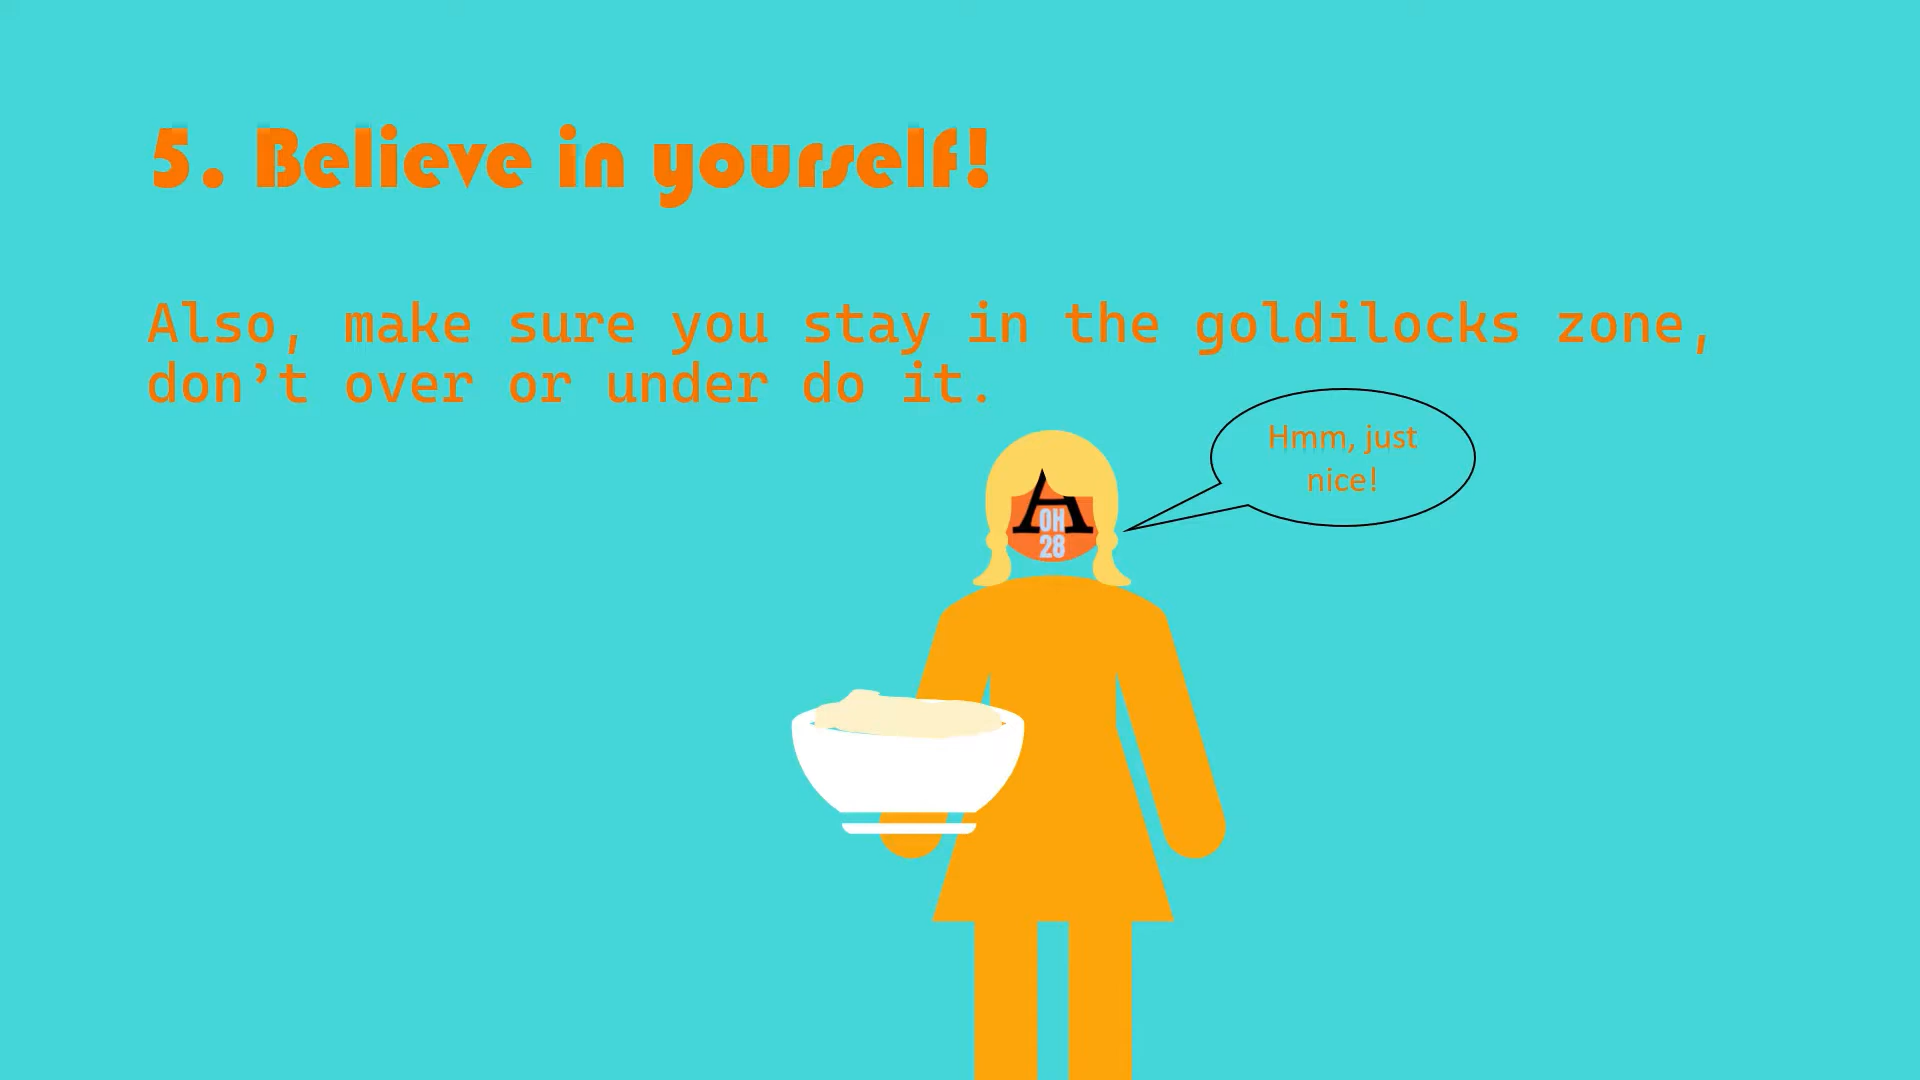 5. Believe in yourself!
Also, make sure you stay in the goldilocks zone,
don’t over or under do it.
Hmm, just
nice!
A
OH
28